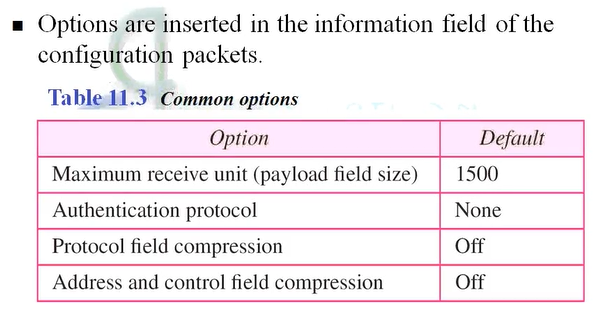 ▪ Options are inserted in the information field of the
configuration packets.
Table 11.3 Common options
Option Default
Maximum receive unit (payload field size) 1500
Authentication protocol None
Protocol field compression Off
Address and control field compression Off